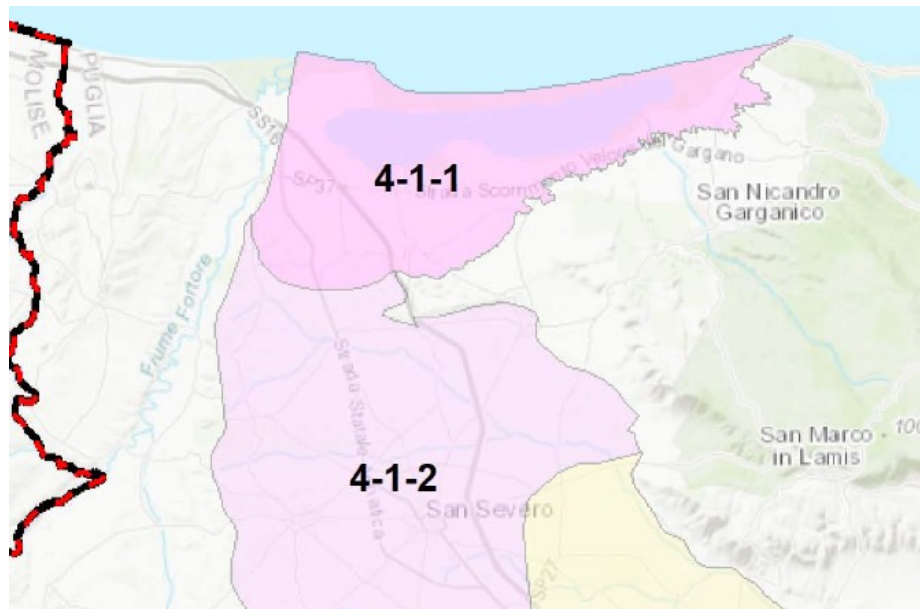 MOLISE
PUGLIA
SS16
4-1-1
SP37
Strada Scorrimento Veloce del Gargano
San Nicandro
Garganico
Fiume Fortore
Strada Statale
San Marco
in Lamis
4-1-2
San Severo
SP27